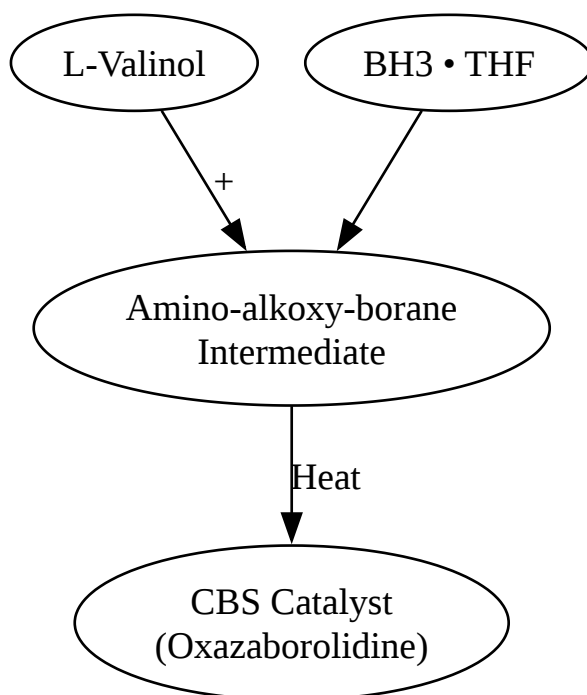 L-Valinol
BH3 • THF
+
Amino-alkoxy-borane
Intermediate
Heat
CBS Catalyst
(Oxazaborolidine)